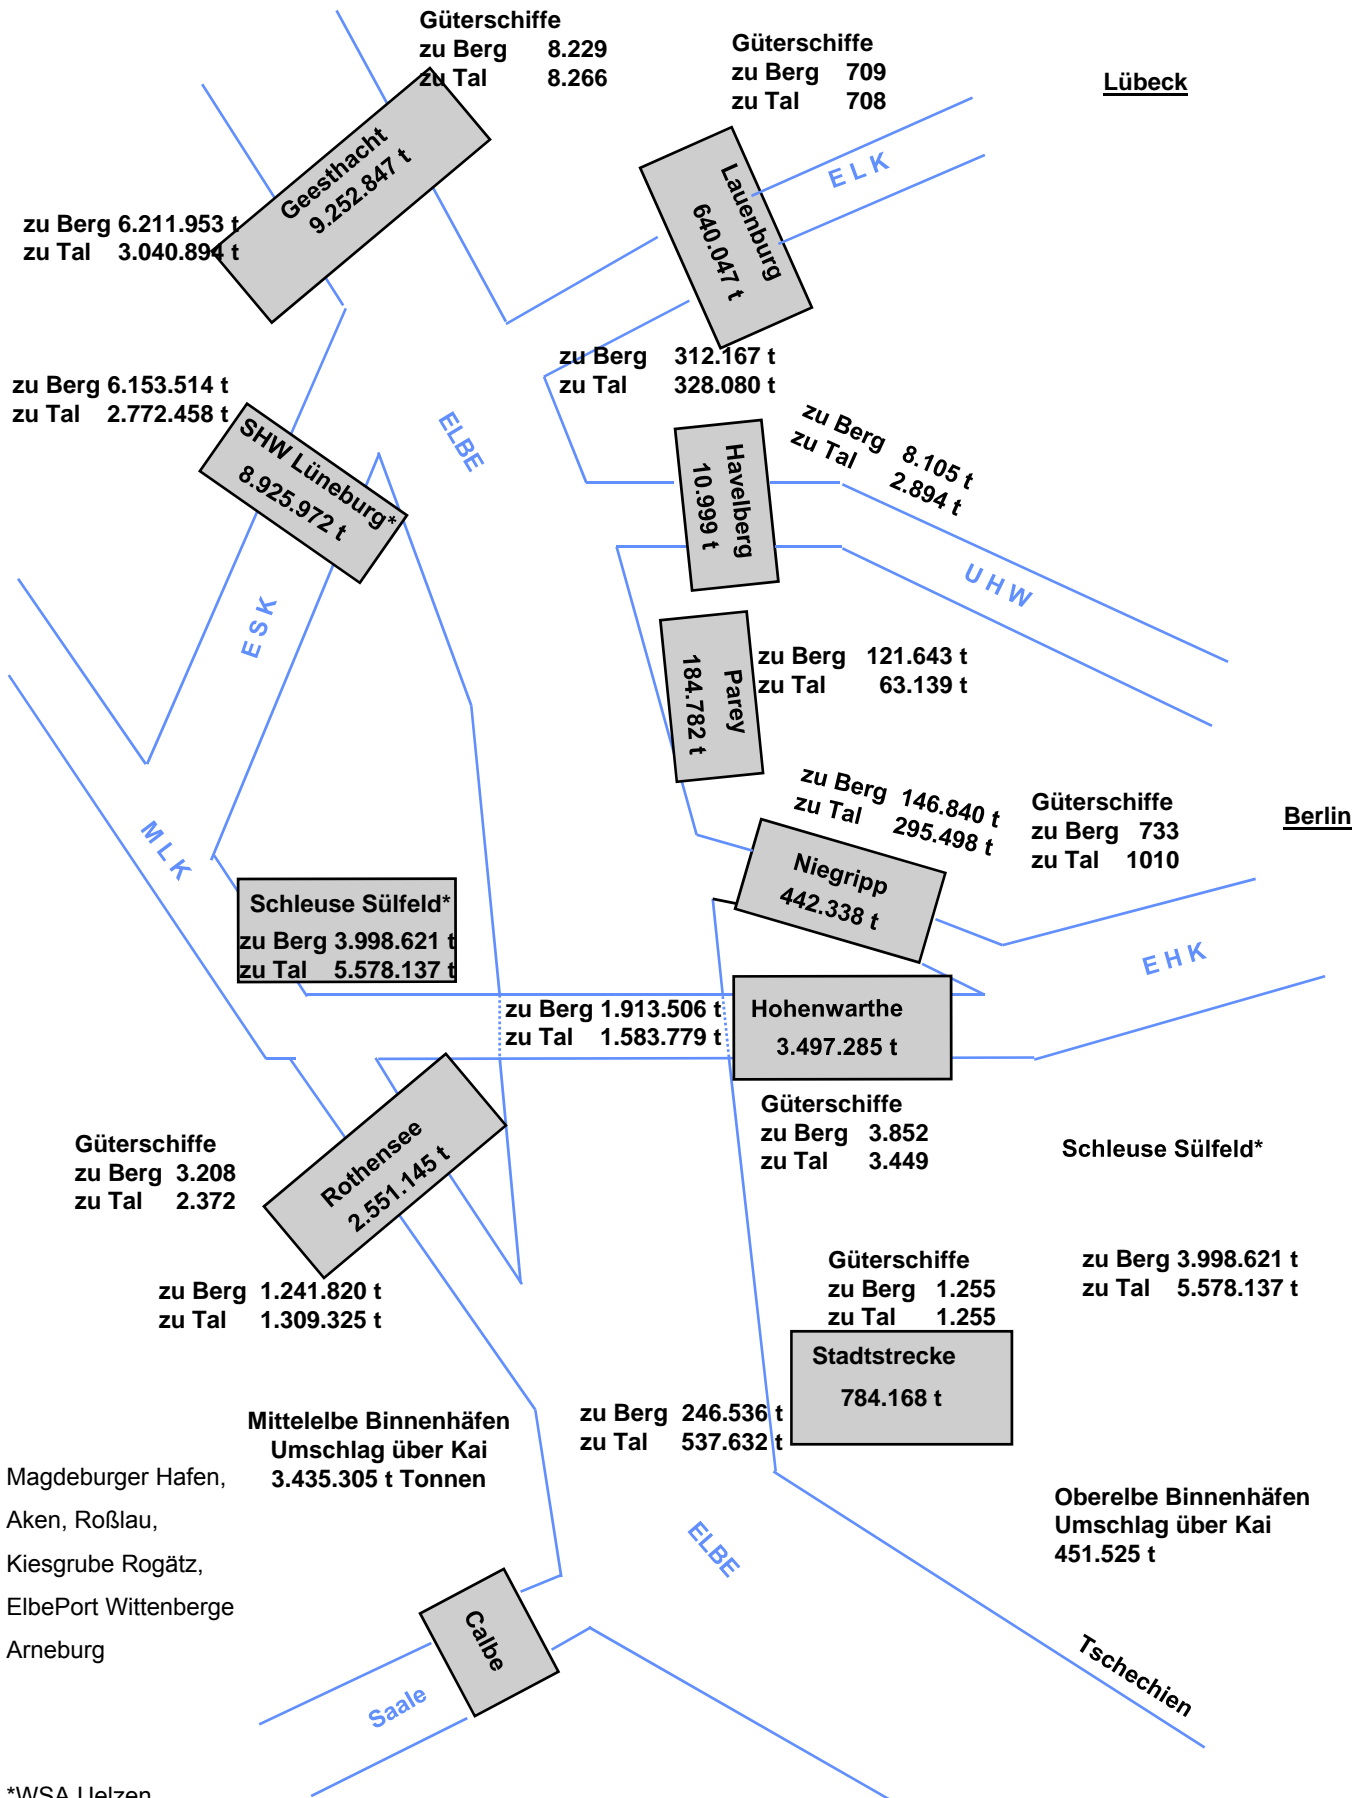 Güterschiffe
zu Berg 8.229
zu Tal 8.266
Güterschiffe
zu Berg 709
zu Tal 708
Lübeck
Geesthacht
9.252.847 t
Lauenburg
640.047 t
E L K
zu Berg 6.211.953 t
zu Tal 3.040.894 t
zu Berg 312.167 t
zu Tal 328.080 t
zu Berg 6.153.514 t
zu Tal 2.772.458 t
SHW Lüneburg*
8.925.972 t
ELBE
Havelberg
10.999 t
zu Berg 8.105 t
zu Tal 2.894 t
U H W
E S K
Parey
184.782 t
zu Berg 121.643 t
zu Tal 63.139 t
zu Berg 146.840 t
zu Tal 295.498 t
Güterschiffe
zu Berg 733
zu Tal 1010
Berlin
M L K
Niegripp
442.338 t
Schleuse Sülfeld*
zu Berg 3.998.621 t
zu Tal 5.578.137 t
E H K
zu Berg 1.913.506 t
zu Tal 1.583.779 t
Hohenwarthe
3.497.285 t
Güterschiffe
zu Berg 3.852
zu Tal 3.449
Schleuse Sülfeld*
Güterschiffe
zu Berg 3.208
zu Tal 2.372
Rothensee
2.551.145 t
zu Berg 1.241.820 t
zu Tal 1.309.325 t
Güterschiffe
zu Berg 1.255
zu Tal 1.255
zu Berg 3.998.621 t
zu Tal 5.578.137 t
Stadtstrecke
784.168 t
zu Berg 246.536 t
zu Tal 537.632 t
Mittelelbe Binnenhäfen
Umschlag über Kai
3.435.305 t Tonnen
Magdeburger Hafen,
Aken, Roßlau,
Kiesgrube Rogätz,
ElbePort Wittenberge
Arneburg
Oberelbe Binnenhäfen
Umschlag über Kai
451.525 t
ELBE
Calbe
Saale
Tschechien
*WSA Uelzen